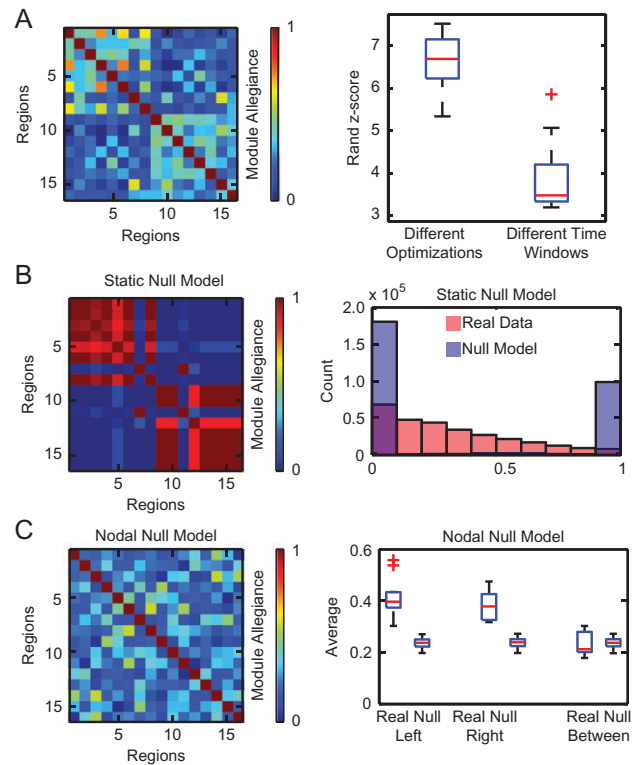 A
Regions
5
10
15
5
10
15
Regions
1
0
Module Allegiance
Rand z-score
7
6
5
4
3
Different Optimizations
Different Time Windows
B
Static Null Model
Regions
5
10
15
5
10
15
Regions
1
0
Module Allegiance
Static Null Model
x 10^5
2.0
1.5
1.0
0.5
0
Count
Real Data
Null Model
0
0.5
1
C
Nodal Null Model
Regions
5
10
15
5
10
15
Regions
1
0
Module Allegiance
Nodal Null Model
Average
0.6
0.4
0.2
0
Real Null
Left
Real Null
Right
Real Null
Between